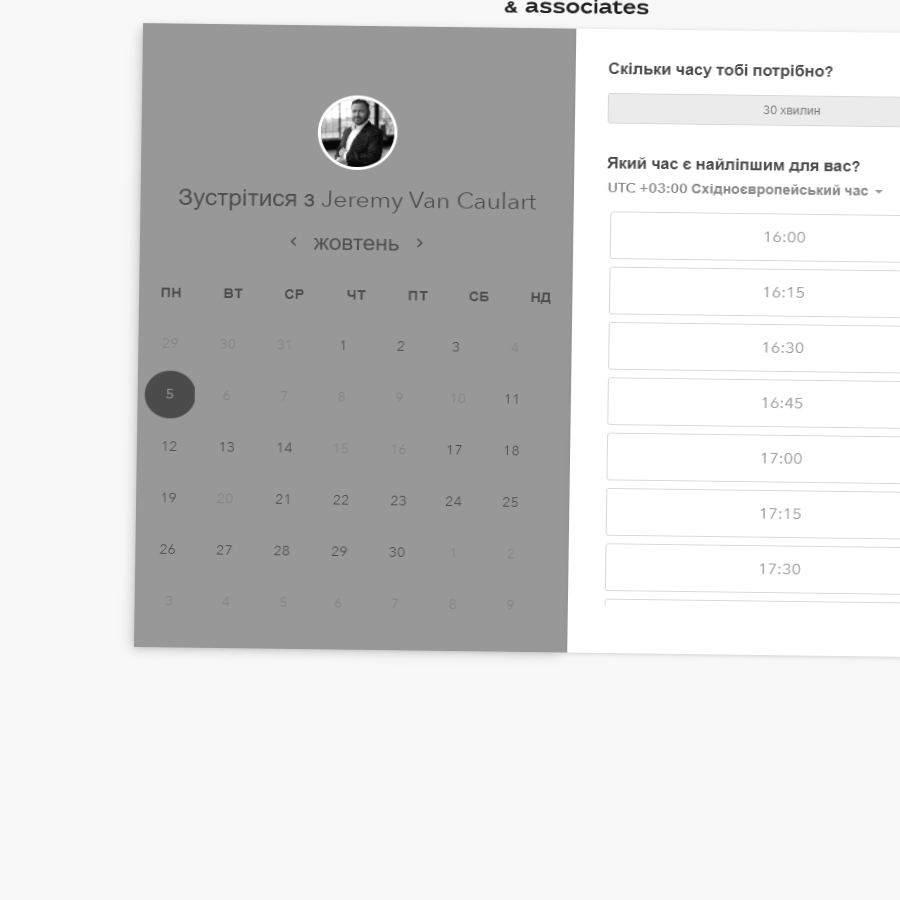 & associates
Зустрітися з Jeremy Van Caulart
жовтень
ПН ВТ СР ЧТ ПТ СБ НД
29 30 31 1 2 3 4
5 6 7 8 9 10 11
12 13 14 15 16 17 18
19 20 21 22 23 24 25
26 27 28 29 30 1 2
3 4 5 6 7 8 9
Скільки часу тобі потрібно?
30 хвилин
Який час є найліпшим для вас?
UTC +03:00 Східноєвропейський час
16:00
16:15
16:30
16:45
17:00
17:15
17:30